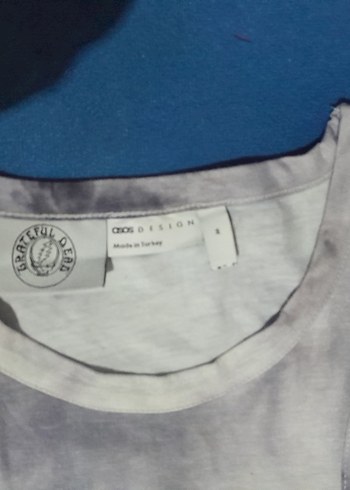 GRATEFUL DEAD
asos DESIGN
Made in Turkey